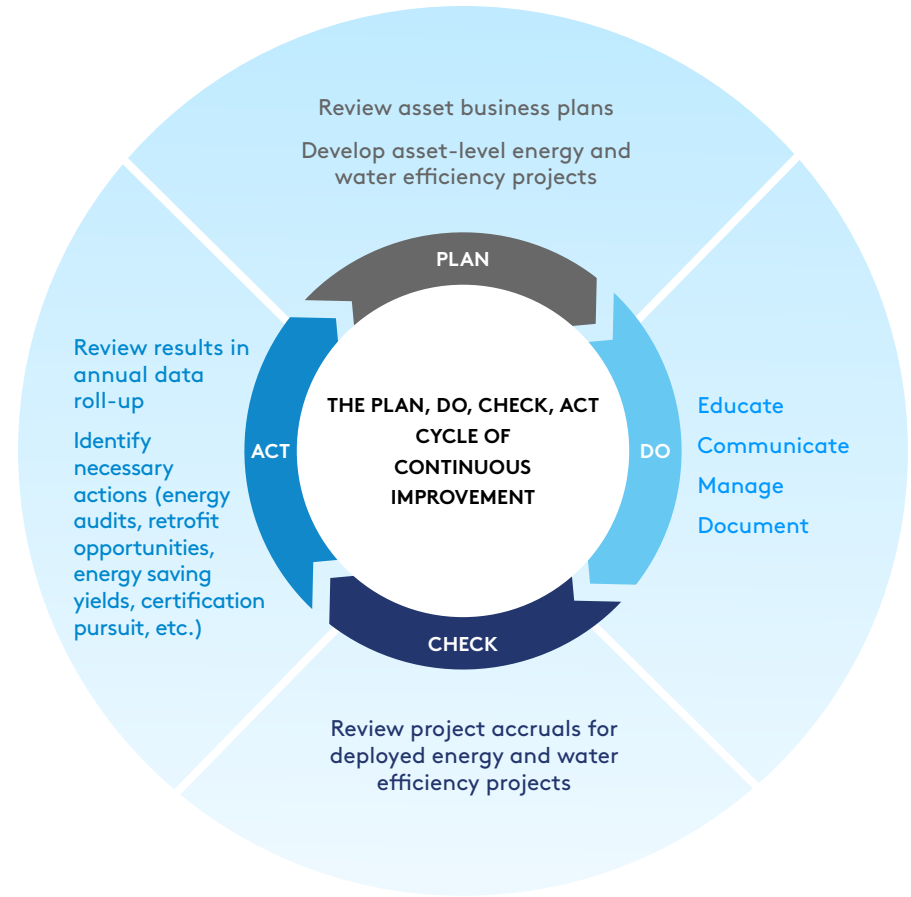 Review asset business plans
Develop asset-level energy and
water efficiency projects
PLAN
THE PLAN, DO, CHECK, ACT
CYCLE OF
CONTINUOUS
IMPROVEMENT
DO
Educate
Communicate
Manage
Document
CHECK
Review project accruals for
deployed energy and water
efficiency projects
ACT
Review results in
annual data
roll-up
Identify
necessary
actions (energy
audits, retrofit
opportunities,
energy saving
yields, certification
pursuit, etc.)